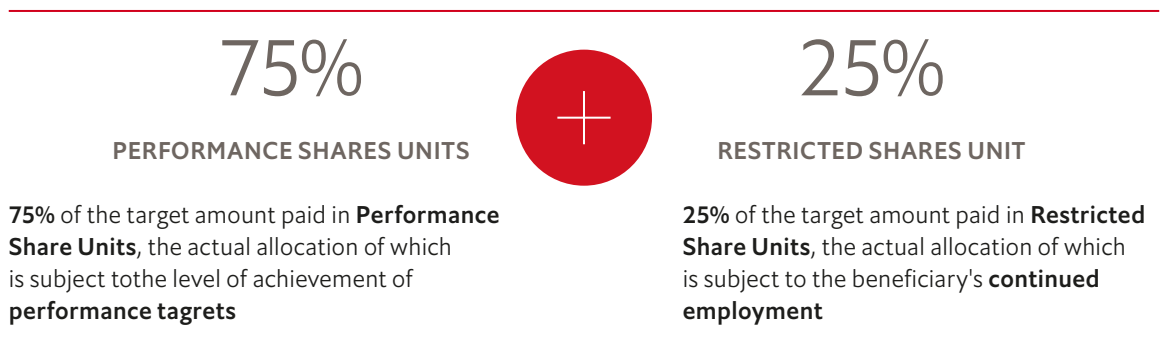 75%
PERFORMANCE SHARES UNITS
75% of the target amount paid in Performance
Share Units, the actual allocation of which
is subject tothe level of achievement of
performance tagrets
+
25%
RESTRICTED SHARES UNIT
25% of the target amount paid in Restricted
Share Units, the actual allocation of which
is subject to the beneficiary's continued
employment